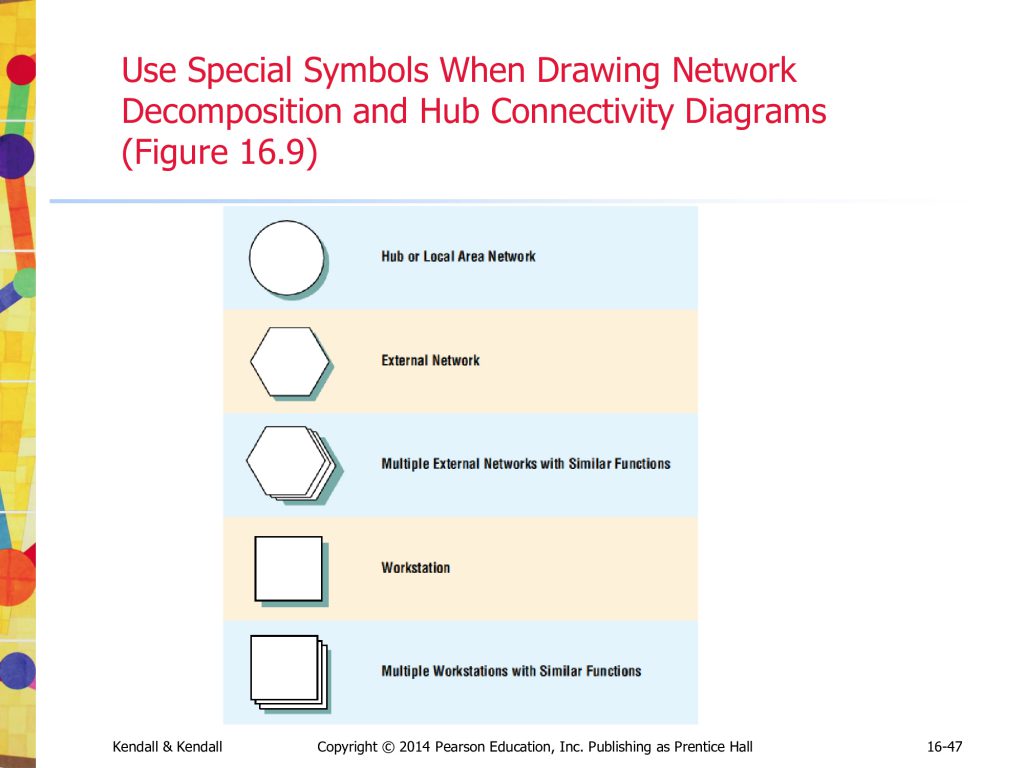 Use Special Symbols When Drawing Network
Decomposition and Hub Connectivity Diagrams
(Figure 16.9)
Hub or Local Area Network
External Network
Multiple External Networks with Similar Functions
Workstation
Multiple Workstations with Similar Functions
Kendall & Kendall
Copyright © 2014 Pearson Education, Inc. Publishing as Prentice Hall
16-47